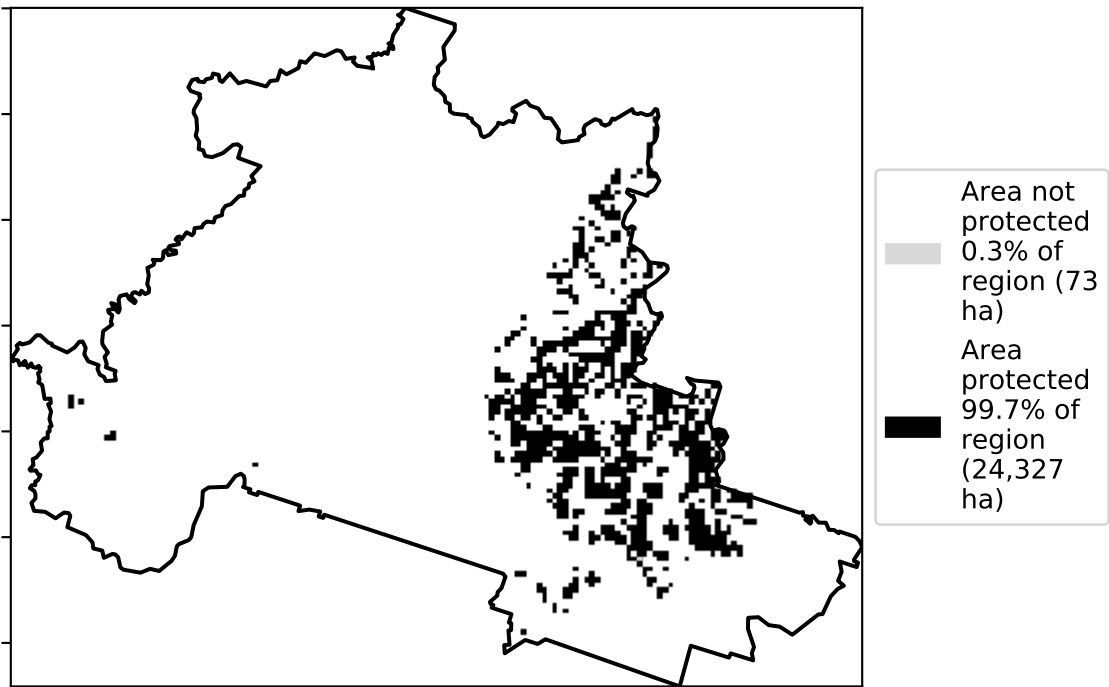 Area not
protected
0.3% of
region (73
ha)
Area
protected
99.7% of
region
(24,327
ha)